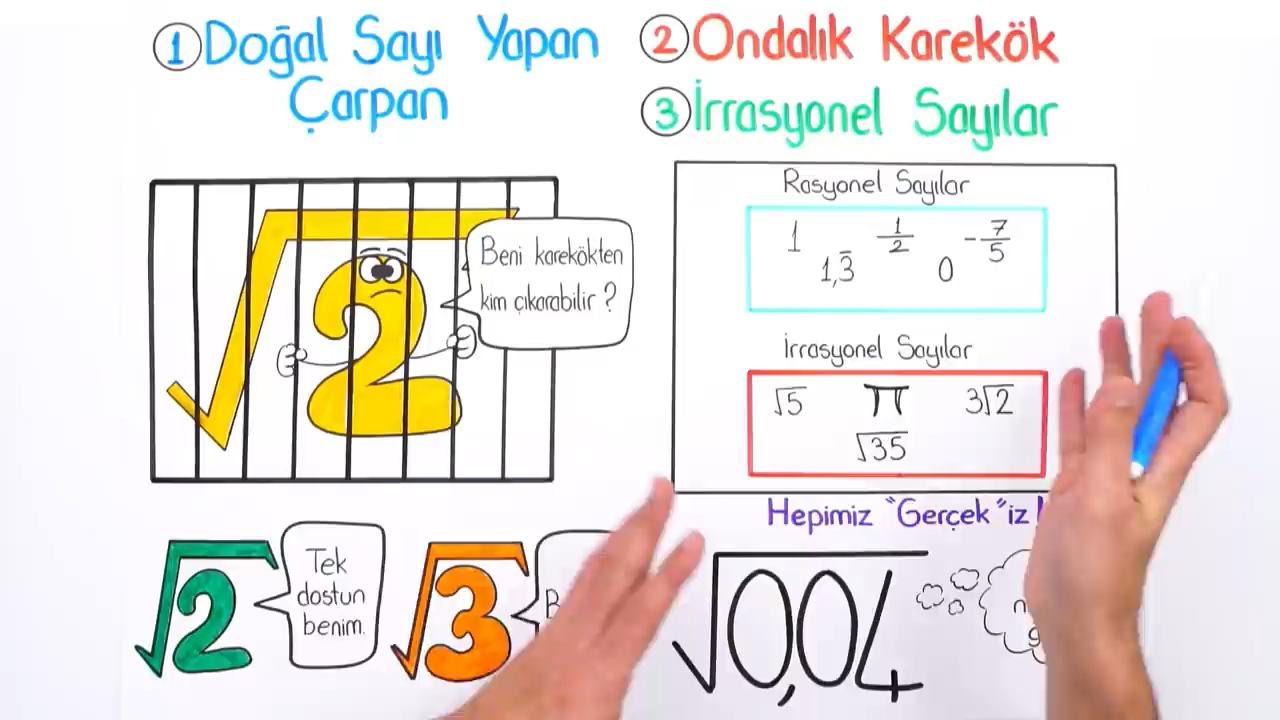 1 Doğal Sayı Yapan
Çarpan
2 Ondalık Karekök
3 İrrasyonel Sayılar
√2
Beni karekökten
kim çıkarabilir ?
Rasyonel Sayılar
1 1/2 -7/5
1,3̅ 0
İrrasyonel Sayılar
√5 π 3√2
√35
Hepimiz "Gerçek"iz!
√2
Tek
dostun
benim.
√3
√0,04